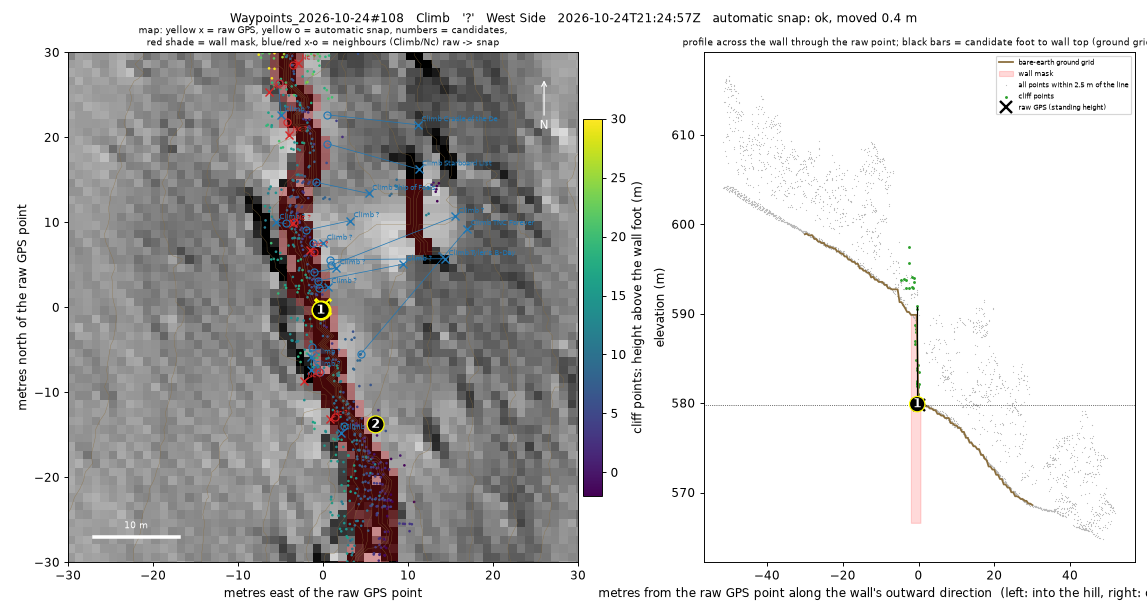 Waypoints_2026-10-24#108 Climb '?' West Side 2026-10-24T21:24:57Z automatic snap: ok, moved 0.4 m
map: yellow x = raw GPS, yellow o = automatic snap, numbers = candidates,
red shade = wall mask, blue/red x-o = neighbours (Climb/Nc) raw -> snap
profile across the wall through the raw point; black bars = candidate foot to wall top (ground gri
metres north of the raw GPS point
30
20
10
0
−10
−20
−30
−30
−20
−10
0
10
20
30
metres east of the raw GPS point
N
10 m
Climb ?
Climb ?
Climb ?
Climb ?
1
2
30
25
20
15
10
5
0
cliff points: height above the wall foot (m)
elevation (m)
610
600
590
580
570
−40
−20
0
20
40
1
bare-earth ground grid
wall mask
all points within 2.5 m of the line
cliff points
raw GPS (standing height)
metres from the raw GPS point along the wall's outward direction (left: into the hill, right: